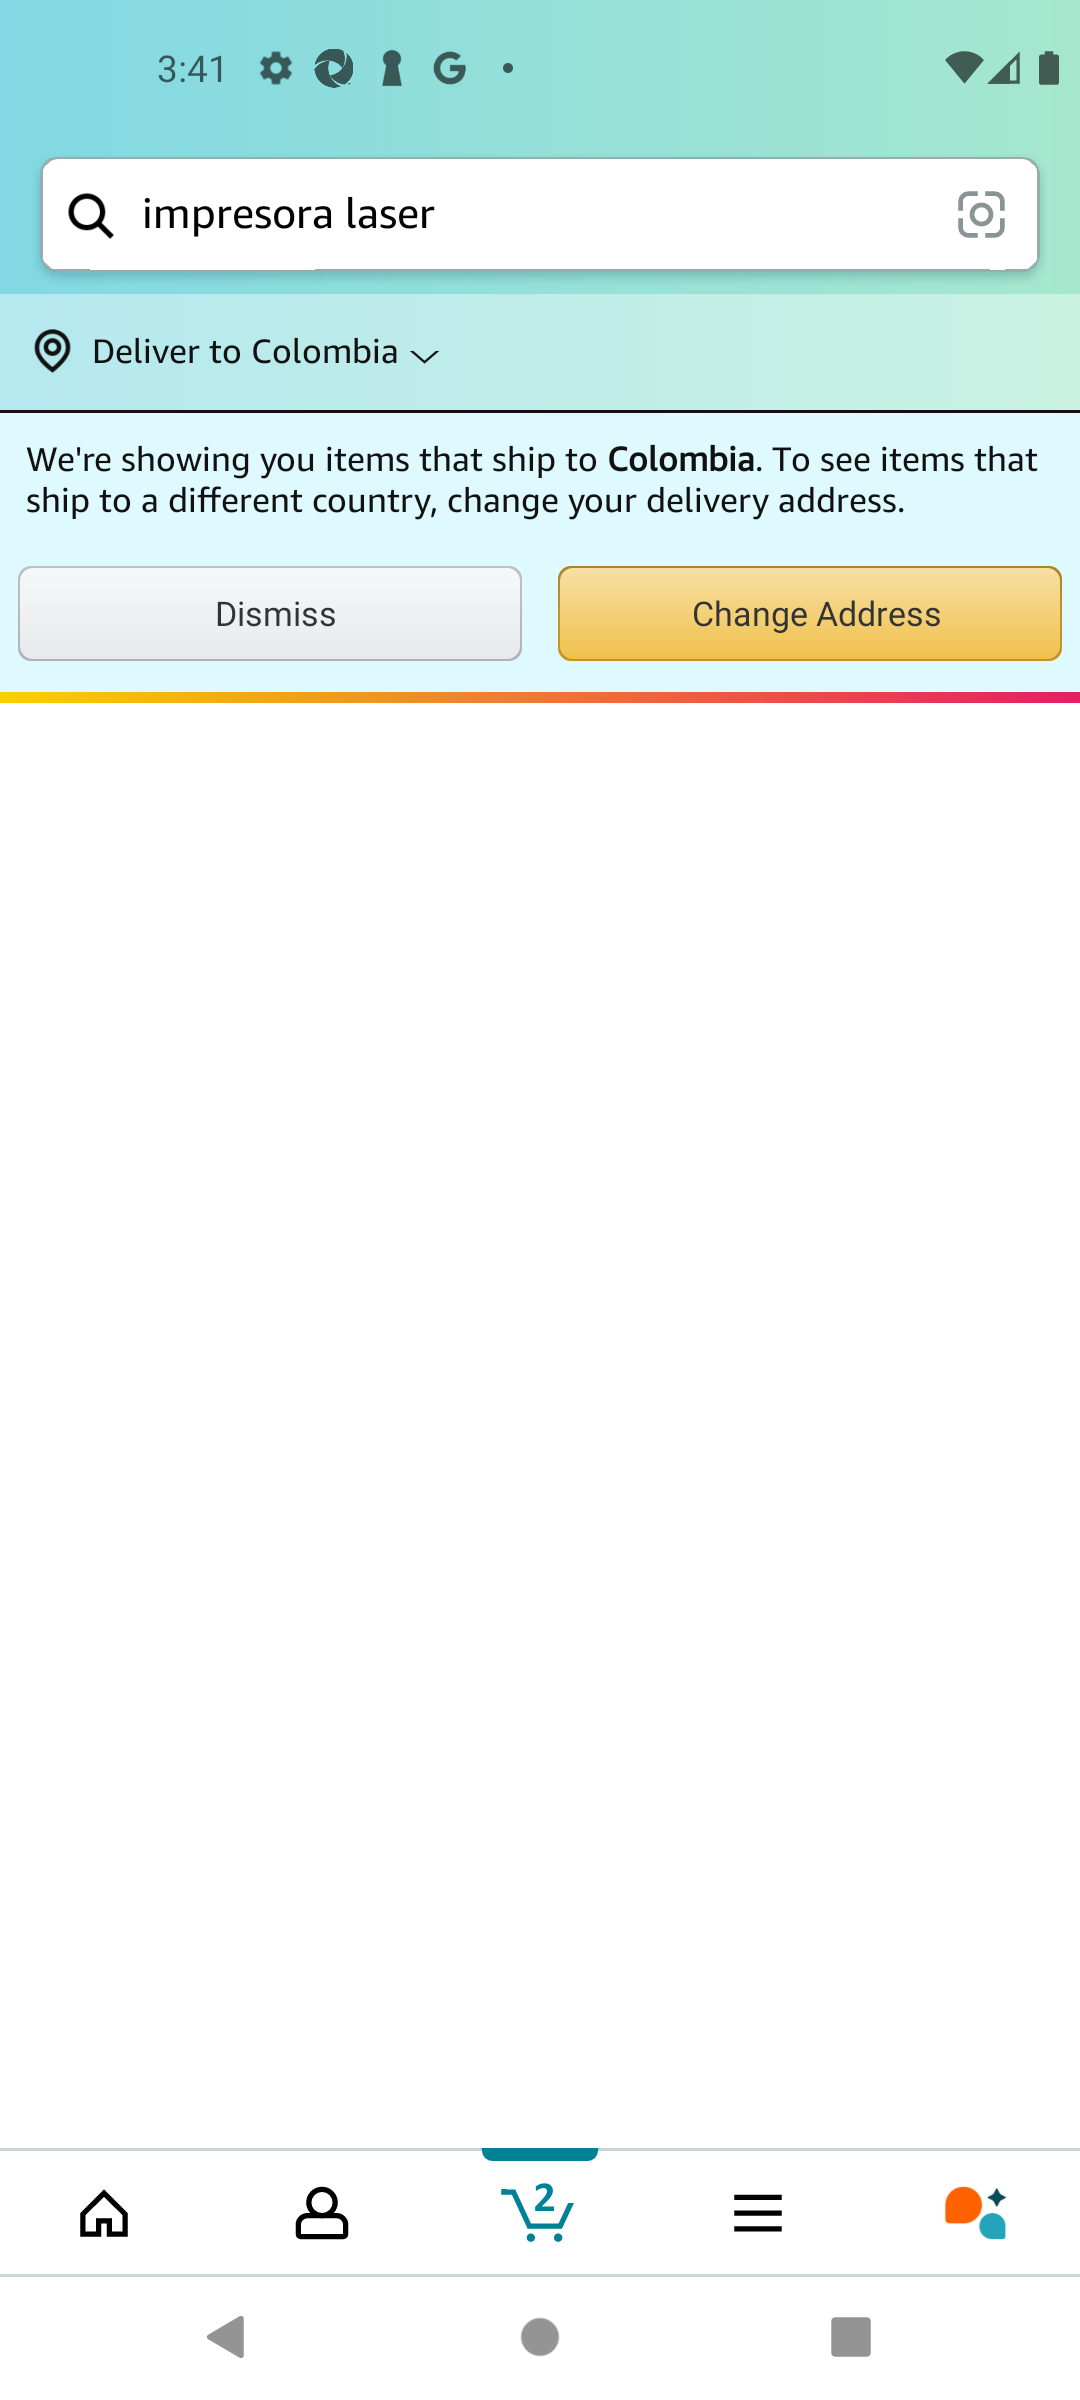 3:41
impresora laser
Deliver to Colombia
We're showing you items that ship to Colombia. To see items that
ship to a different country, change your delivery address.
Dismiss
Change Address
2